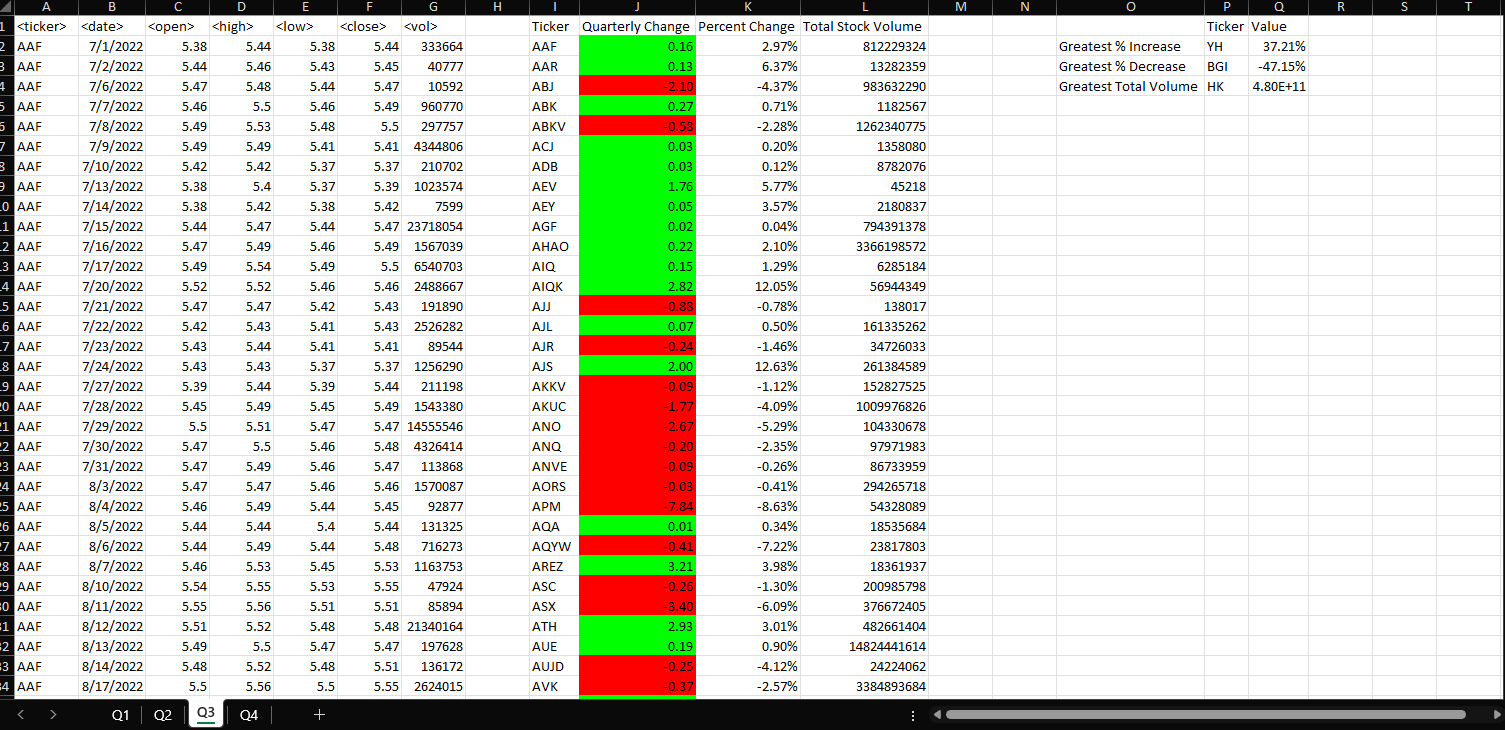 A B C D E F G H I J K L M N O P Q R S T
1 <ticker> <date> <open> <high> <low> <close> <vol> Ticker Quarterly Change Percent Change Total Stock Volume Ticker Value
2 AAF 7/1/2022 5.38 5.44 5.38 5.44 333664 AAF 0.16 2.97% 812229324 Greatest % Increase YH 37.21%
3 AAF 7/2/2022 5.44 5.46 5.43 5.45 40777 AAR 0.13 6.37% 13282359 Greatest % Decrease BGI -47.15%
4 AAF 7/6/2022 5.47 5.48 5.44 5.47 10592 ABJ -2.10 -4.37% 983632290 Greatest Total Volume HK 4.80E+11
5 AAF 7/7/2022 5.46 5.5 5.46 5.49 960770 ABK 0.27 0.71% 1182567
6 AAF 7/8/2022 5.49 5.53 5.48 5.5 297757 ABKV -0.58 -2.28% 1262340775
7 AAF 7/9/2022 5.49 5.49 5.41 5.41 4344806 ACJ 0.03 0.20% 1358080
8 AAF 7/10/2022 5.42 5.42 5.37 5.37 210702 ADB 0.03 0.12% 8782076
9 AAF 7/13/2022 5.38 5.4 5.37 5.39 1023574 AEV 1.76 5.77% 45218
0 AAF 7/14/2022 5.38 5.42 5.38 5.42 7599 AEY 0.05 3.57% 2180837
1 AAF 7/15/2022 5.44 5.47 5.44 5.47 23718054 AGF 0.02 0.04% 794391378
2 AAF 7/16/2022 5.47 5.49 5.46 5.49 1567039 AHAO 0.22 2.10% 3366198572
3 AAF 7/17/2022 5.49 5.54 5.49 5.5 6540703 AIQ 0.15 1.29% 6285184
4 AAF 7/20/2022 5.52 5.52 5.46 5.46 2488667 AIQK 2.82 12.05% 56944349
5 AAF 7/21/2022 5.47 5.47 5.42 5.43 191890 AJJ -0.88 -0.78% 138017
6 AAF 7/22/2022 5.42 5.43 5.41 5.43 2526282 AJL 0.07 0.50% 161335262
7 AAF 7/23/2022 5.43 5.44 5.41 5.41 89544 AJR -0.24 -1.46% 34726033
8 AAF 7/24/2022 5.43 5.43 5.37 5.37 1256290 AJS 2.00 12.63% 261384589
9 AAF 7/27/2022 5.39 5.44 5.39 5.44 211198 AKKV -0.09 -1.12% 152827525
20 AAF 7/28/2022 5.45 5.49 5.45 5.49 1543380 AKUC -1.77 -4.09% 1009976826
21 AAF 7/29/2022 5.5 5.51 5.47 5.47 14555546 ANO -2.67 -5.29% 104330678
22 AAF 7/30/2022 5.47 5.5 5.46 5.48 4326414 ANQ -0.20 -2.35% 97971983
23 AAF 7/31/2022 5.47 5.49 5.46 5.47 113868 ANVE -0.09 -0.26% 86733959
24 AAF 8/3/2022 5.47 5.47 5.46 5.46 1570087 AORS -0.03 -0.41% 294265718
25 AAF 8/4/2022 5.46 5.49 5.44 5.45 92877 APM -7.84 -8.63% 54328089
26 AAF 8/5/2022 5.44 5.44 5.4 5.44 131325 AQA 0.01 0.34% 18535684
27 AAF 8/6/2022 5.44 5.49 5.44 5.48 716273 AQYW -0.41 -7.22% 23817803
28 AAF 8/7/2022 5.46 5.53 5.45 5.53 1163753 AREZ 3.21 3.98% 18361937
29 AAF 8/10/2022 5.54 5.55 5.53 5.55 47924 ASC -0.26 -1.30% 200985798
30 AAF 8/11/2022 5.55 5.56 5.51 5.51 85894 ASX -3.40 -6.09% 376672405
31 AAF 8/12/2022 5.51 5.52 5.48 5.48 21340164 ATH 2.93 3.01% 482661404
32 AAF 8/13/2022 5.49 5.5 5.47 5.47 197628 AUE 0.19 0.90% 14824441614
33 AAF 8/14/2022 5.48 5.52 5.48 5.51 136172 AUJD -0.25 -4.12% 24224062
34 AAF 8/17/2022 5.5 5.56 5.5 5.55 2624015 AVK -0.37 -2.57% 3384893684
Q1 Q2 Q3 Q4 +